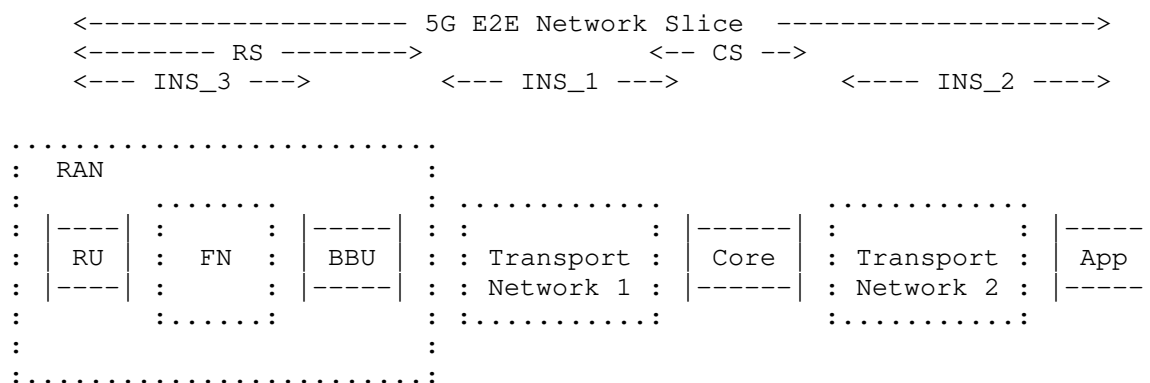 <-------------------- 5G E2E Network Slice -------------------->
<-------- RS --------> <-- CS -->
<--- INS_3 ---> <--- INS_1 ---> <---- INS_2 ---->
RAN
RU FN BBU Transport Network 1 Core Transport Network 2 App